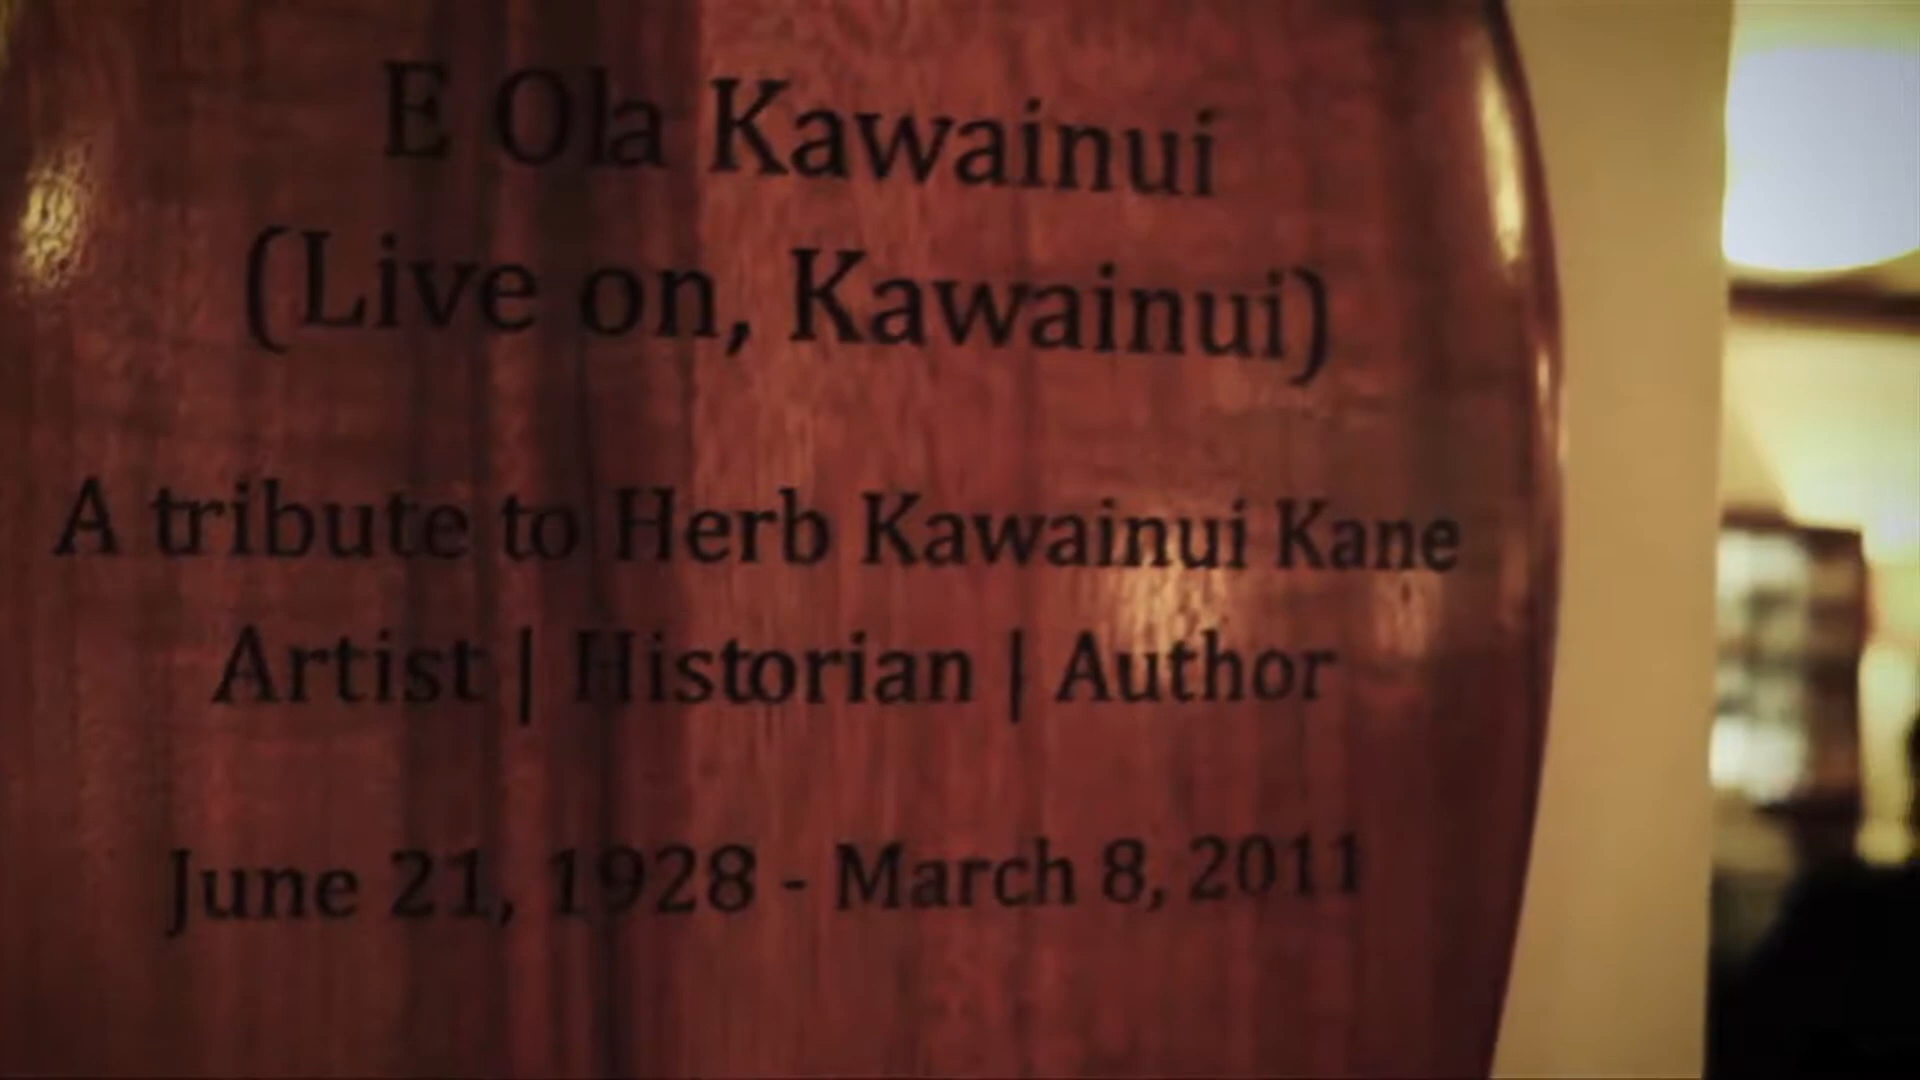 E Ola Kawainui
(Live on, Kawainui)
A tribute to Herb Kawainui Kane
Artist | Historian | Author
June 21, 1928 - March 8, 2011